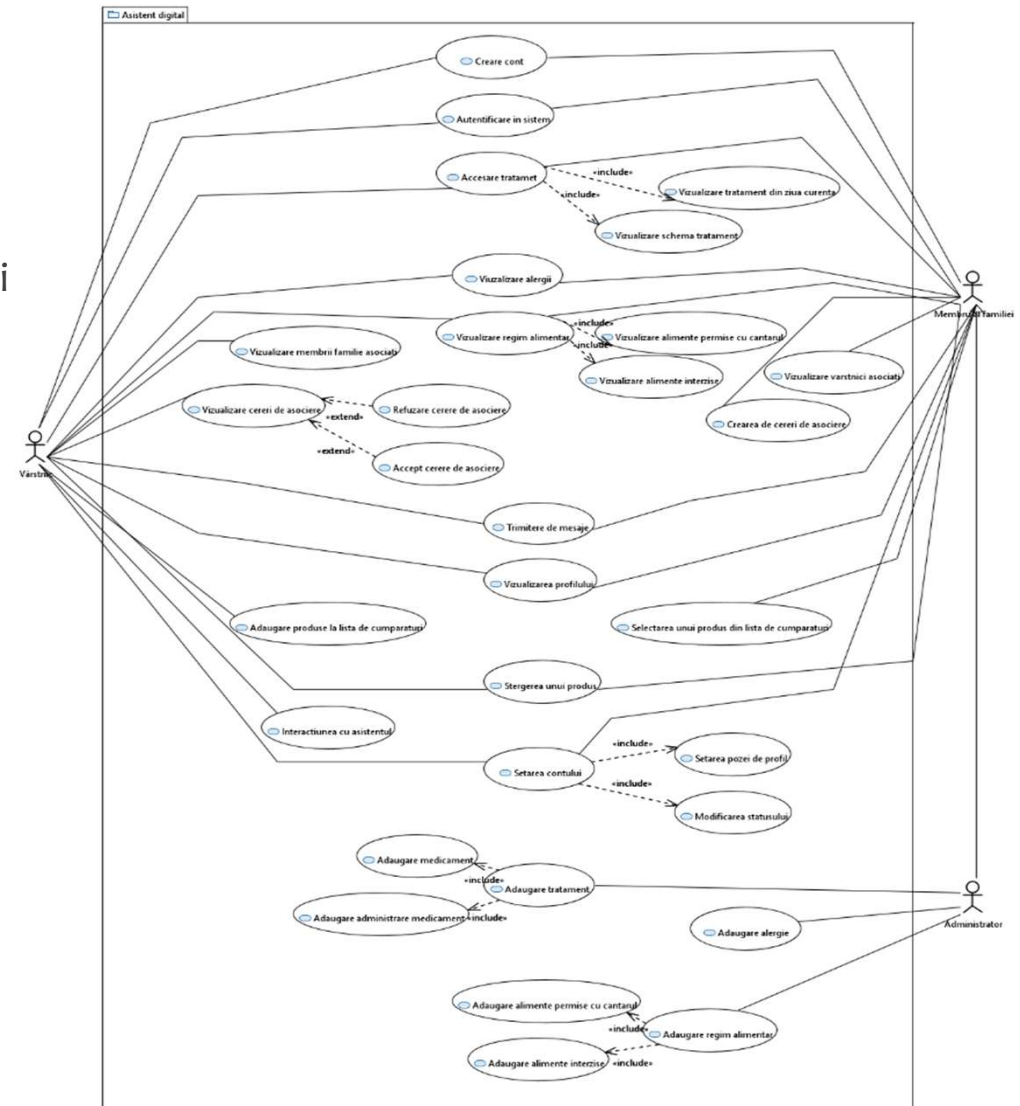 Asistent digital
Creare cont
Autentificare in sistem
Accesare tratamet
«include»
Vizualizare tratament din ziua curenta
«include»
Vizualizare schema tratament
Viuzalizare alergii
i
Membrul familiei
Vizualizare regim alimentar
«include»
Vizualizare alimente permise cu cantarul
«include»
Vizualizare membrii familie asociati
Vizualizare alimente interzise
Vizualizare varstnici asociati
Vizualizare cereri de asociere
Refuzare cerere de asociere
«extend»
Crearea de cereri de asociere
«extend»
Accept cerere de asociere
Vârstnic
Trimitere de mesaje
Vizualizarea profilului
Adaugare produse la lista de cumparaturi
Selectarea unui produs din lista de cumparaturi
Stergerea unui produs
Interactiunea cu asistentul
Setarea contului
«include»
Setarea pozei de profil
«include»
Modificarea statusului
Adaugare medicament
«include»
Adaugare tratament
Adaugare administrare medicament
«include»
Adaugare alergie
Administrator
Adaugare alimente permise cu cantarul
«include»
Adaugare regim alimentar
Adaugare alimente interzise
«include»